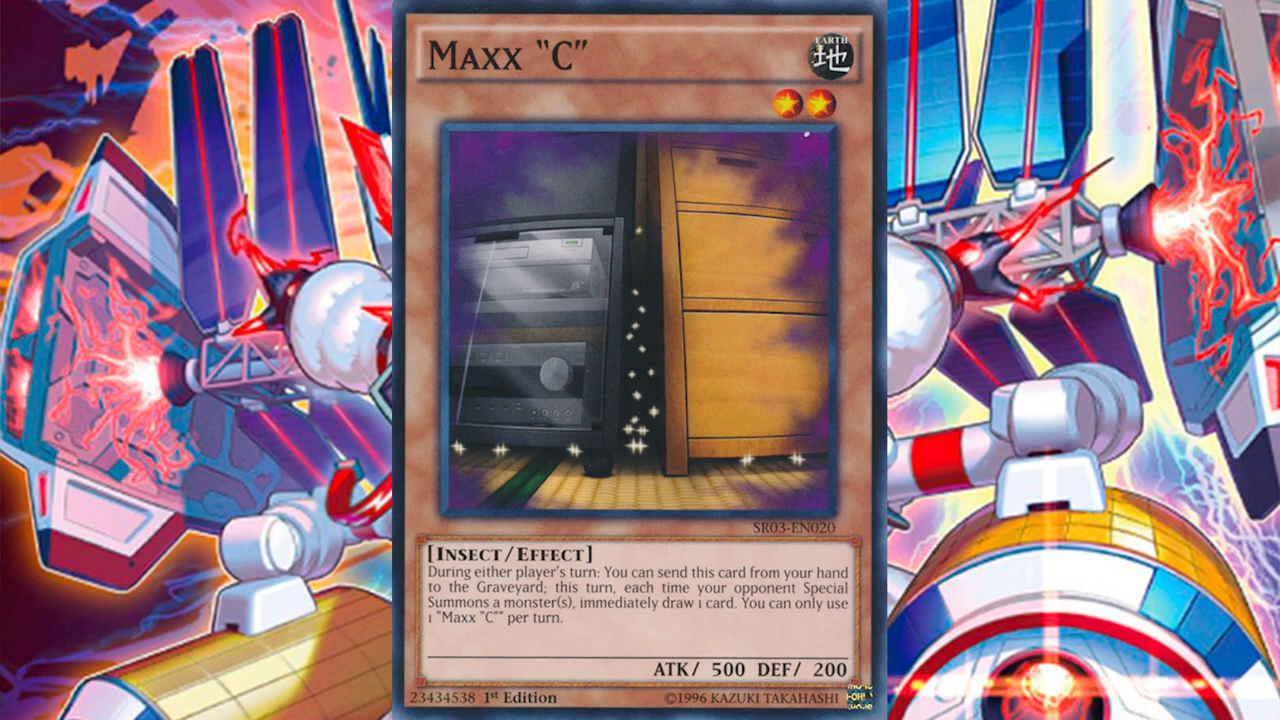 MAXX "C"
EARTH
地
SR03-EN020
[INSECT/EFFECT]
During either player's turn: You can send this card from your hand
to the Graveyard; this turn, each time your opponent Special
Summons a monster(s), immediately draw 1 card. You can only use
1 "Maxx "C"" per turn.
ATK/ 500 DEF/ 200
23434538 1st Edition ©1996 KAZUKI TAKAHASHI